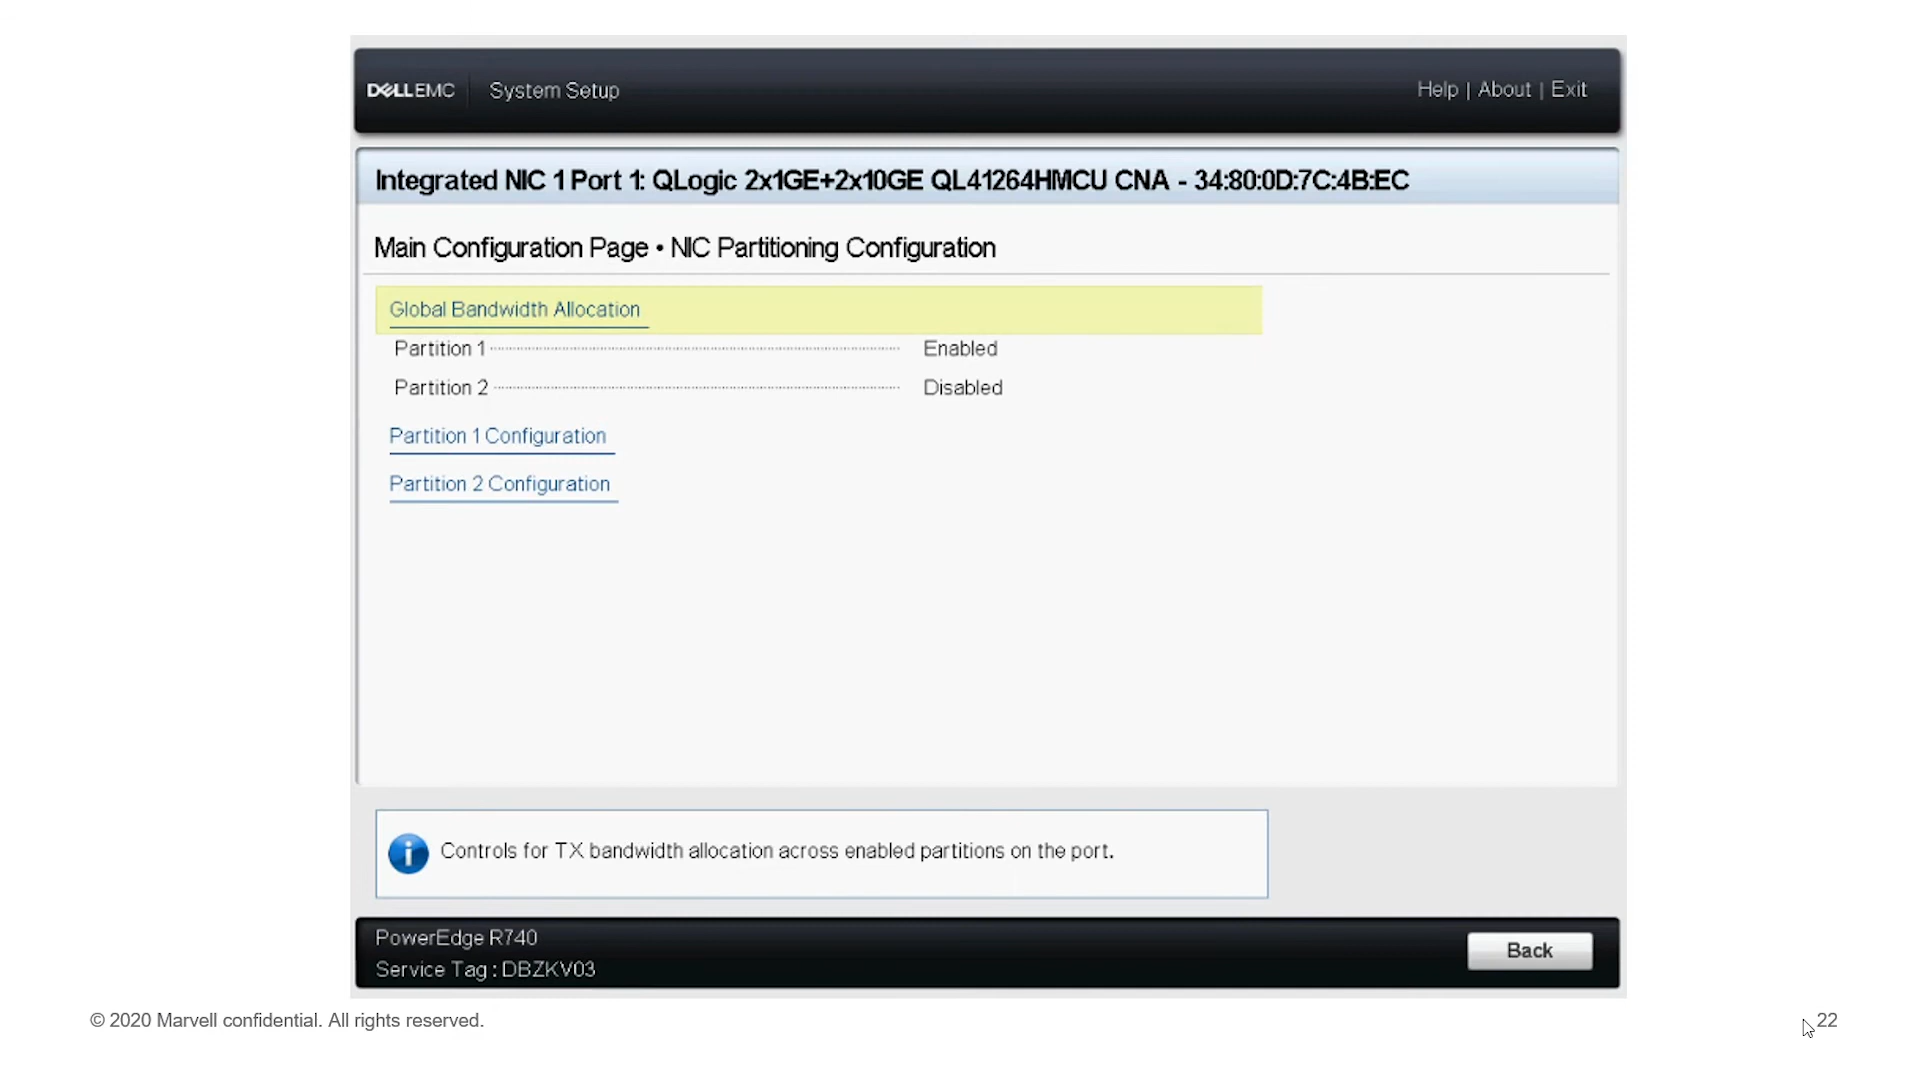 DELLEMC System Setup Help | About | Exit
Integrated NIC 1 Port 1: QLogic 2x1GE+2x10GE QL41264HMCU CNA - 34:80:0D:7C:4B:EC
Main Configuration Page • NIC Partitioning Configuration
Global Bandwidth Allocation
Partition 1 Enabled
Partition 2 Disabled
Partition 1 Configuration
Partition 2 Configuration
Controls for TX bandwidth allocation across enabled partitions on the port.
PowerEdge R740
Service Tag : DBZKV03
Back
© 2020 Marvell confidential. All rights reserved. 22